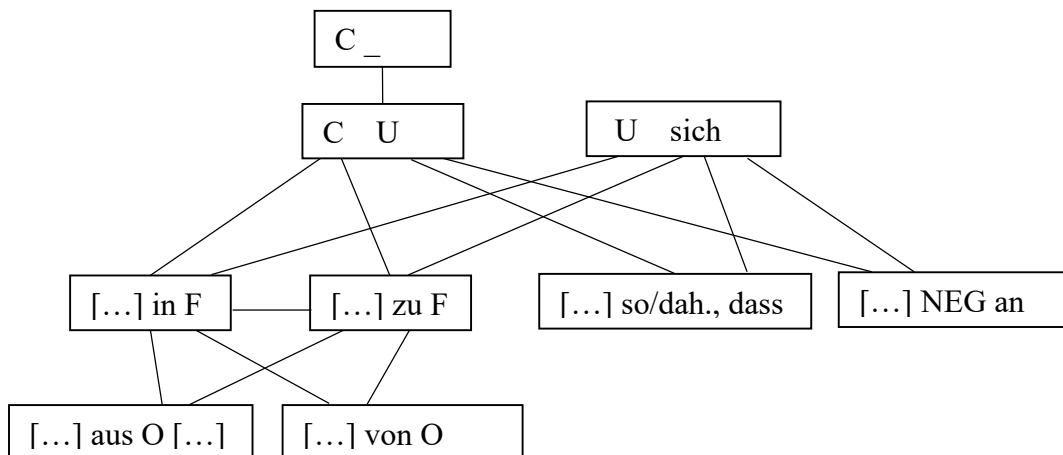 C _
C U
U sich
[…] in F
[…] zu F
[…] so/dah., dass
[…] NEG an
[…] aus O […]
[…] von O